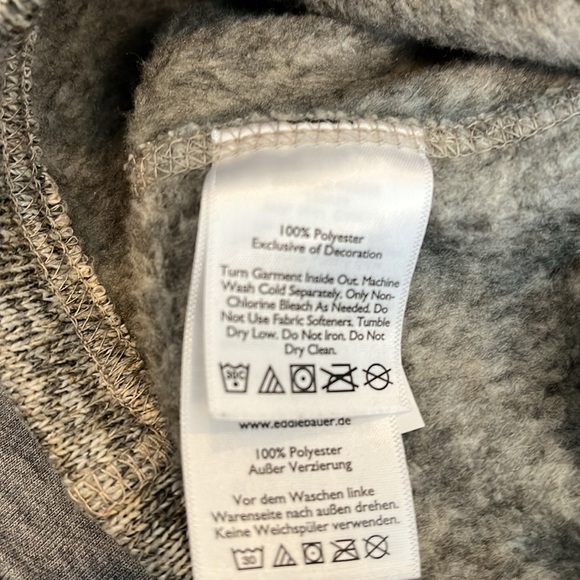 100% Polyester
Exclusive of Decoration
Turn Garment Inside Out. Machine
Wash Cold Separately. Only Non-
Chlorine Bleach As Needed. Do
Not Use Fabric Softeners. Tumble
Dry Low. Do Not Iron. Do Not
Dry Clean.
30C
www.eddiebauer.de
100% Polyester
Außer Verzierung
Vor dem Waschen linke
Warenseite nach außen drehen.
Keine Weichspüler verwenden.
30